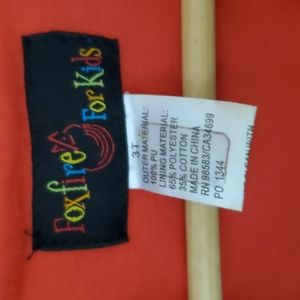 Foxfire
For Kids
3T
OUTER MATERIAL:
100% PU
LINING MATERIAL:
65% POLYESTER
35% COTTON
MADE IN CHINA
RN 98583/CA34699
PO 1344